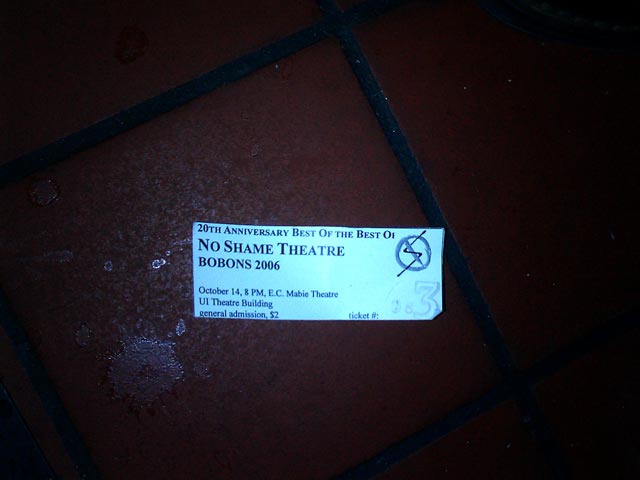 20TH ANNIVERSARY BEST OF THE BEST OF
NO SHAME THEATRE
BOBONS 2006
October 14, 8 PM, E.C. Mabie Theatre
UI Theatre Building
general admission, $2 ticket #:
3